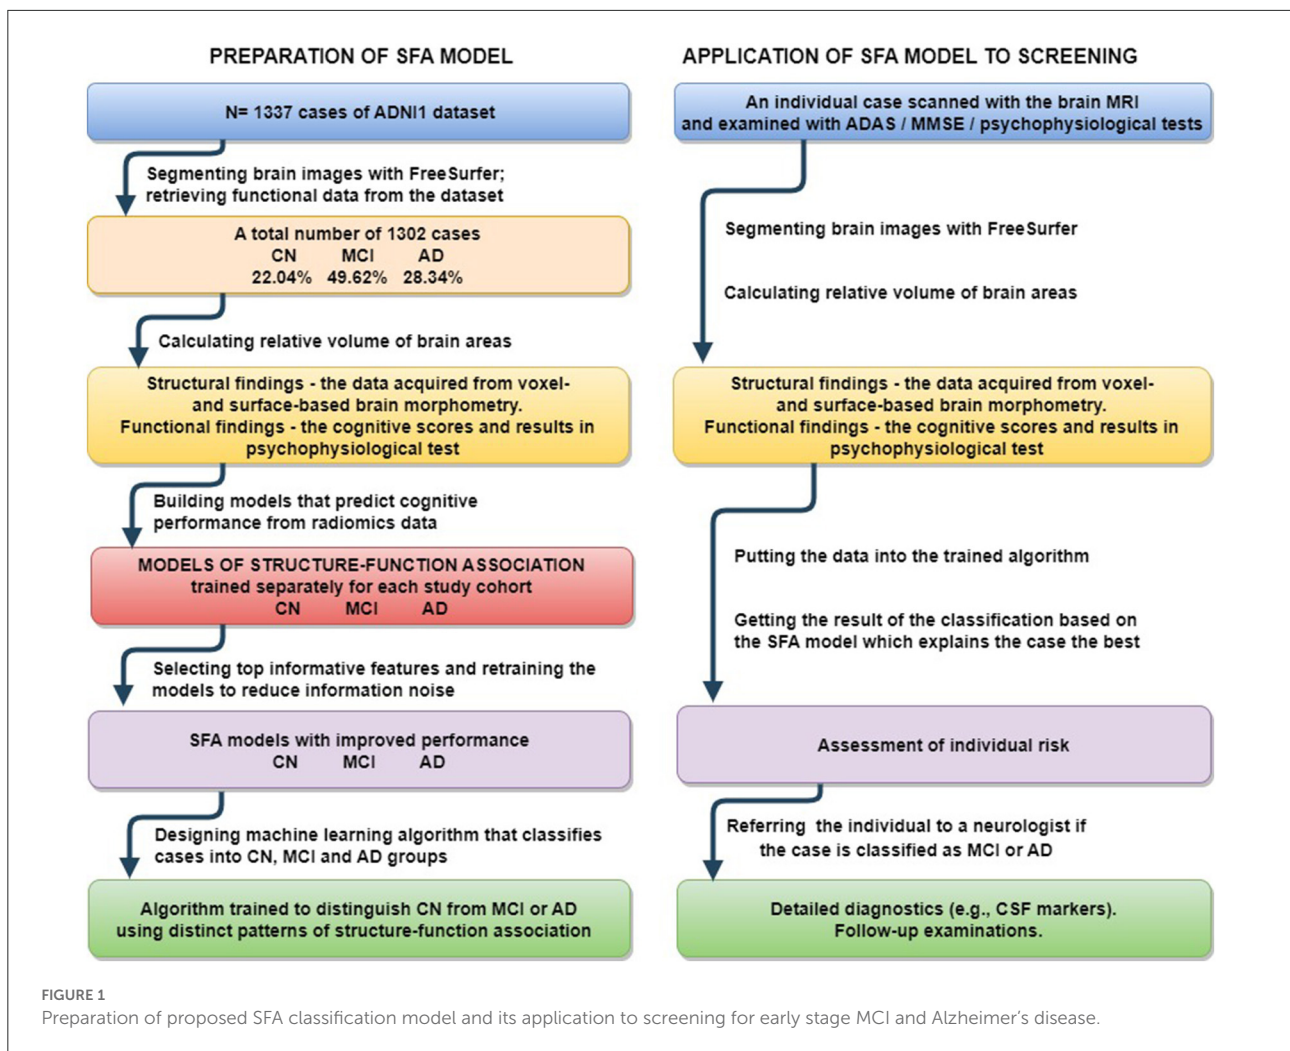 PREPARATION OF SFA MODEL
N= 1337 cases of ADNI1 dataset
Segmenting brain images with FreeSurfer;
retrieving functional data from the dataset
A total number of 1302 cases
CN MCI AD
22.04% 49.62% 28.34%
Calculating relative volume of brain areas
Structural findings - the data acquired from voxel-
and surface-based brain morphometry.
Functional findings - the cognitive scores and results in
psychophysiological test
Building models that predict cognitive
performance from radiomics data
MODELS OF STRUCTURE-FUNCTION ASSOCIATION
trained separately for each study cohort
CN MCI AD
Selecting top informative features and retraining the
models to reduce information noise
SFA models with improved performance
CN MCI AD
Designing machine learning algorithm that classifies
cases into CN, MCI and AD groups
Algorithm trained to distinguish CN from MCI or AD
using distinct patterns of structure-function association
APPLICATION OF SFA MODEL TO SCREENING
An individual case scanned with the brain MRI
and examined with ADAS / MMSE / psychophysiological tests
Segmenting brain images with FreeSurfer
Calculating relative volume of brain areas
Structural findings - the data acquired from voxel-
and surface-based brain morphometry.
Functional findings - the cognitive scores and results in
psychophysiological test
Putting the data into the trained algorithm
Getting the result of the classification based on
the SFA model which explains the case the best
Assessment of individual risk
Referring the individual to a neurologist if
the case is classified as MCI or AD
Detailed diagnostics (e.g., CSF markers).
Follow-up examinations.
FIGURE 1
Preparation of proposed SFA classification model and its application to screening for early stage MCI and Alzheimer's disease.